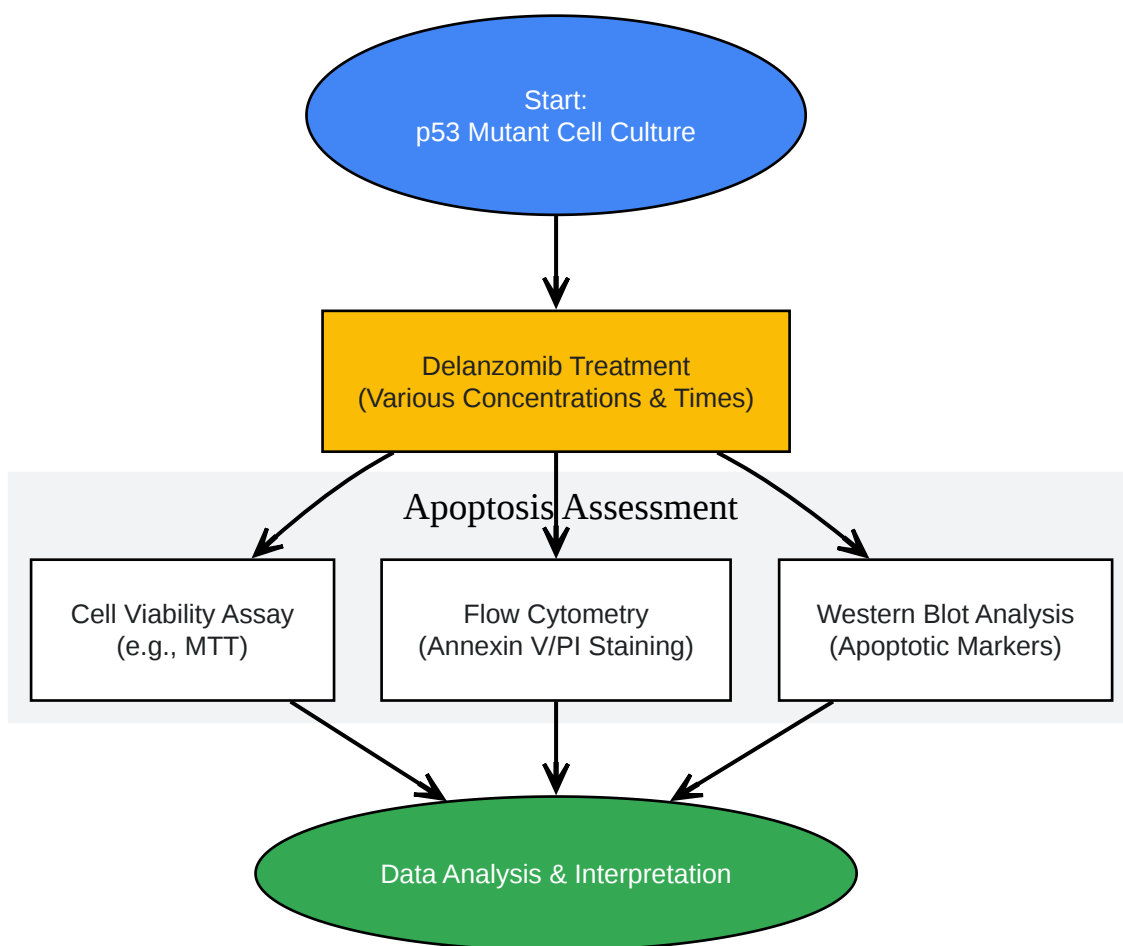 Start:
p53 Mutant Cell Culture
Delanzomib Treatment
(Various Concentrations & Times)
Apoptosis Assessment
Cell Viability Assay
(e.g., MTT)
Flow Cytometry
(Annexin V/PI Staining)
Western Blot Analysis
(Apoptotic Markers)
Data Analysis & Interpretation